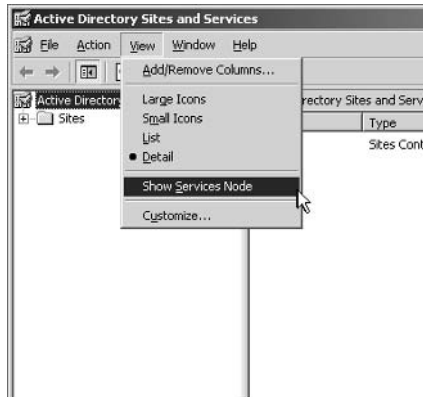 Active Directory Sites and Services
File Action View Window Help
Add/Remove Columns...
Large Icons
Small Icons
List
Detail
Show Services Node
Customize...
Active Director
Sites
rectory Sites and Serv
Type
Sites Cont